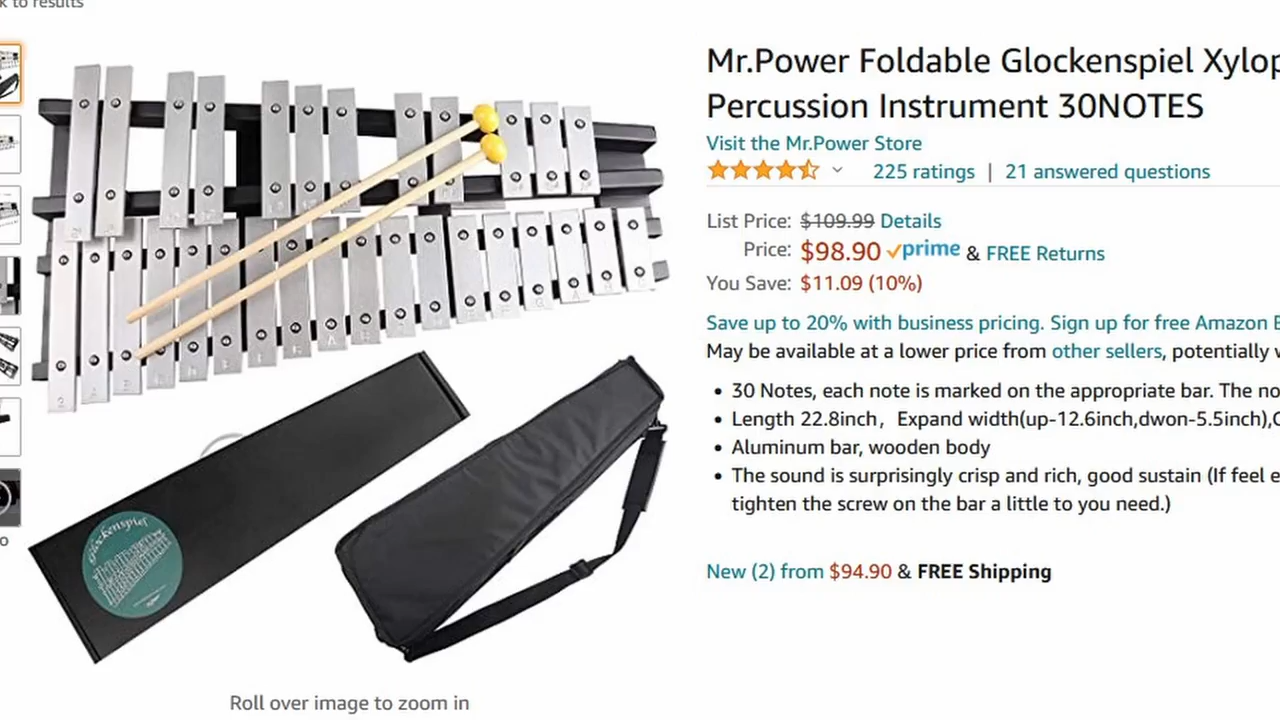 k to results
Mr.Power Foldable Glockenspiel Xylop
Percussion Instrument 30NOTES
Visit the Mr.Power Store
225 ratings | 21 answered questions
List Price: $109.99 Details
Price: $98.90 prime & FREE Returns
You Save: $11.09 (10%)
Save up to 20% with business pricing. Sign up for free Amazon B
May be available at a lower price from other sellers, potentially w
• 30 Notes, each note is marked on the appropriate bar. The no
• Length 22.8inch，Expand width(up-12.6inch,dwon-5.5inch),C
• Aluminum bar, wooden body
• The sound is surprisingly crisp and rich, good sustain (If feel e
tighten the screw on the bar a little to you need.)
New (2) from $94.90 & FREE Shipping
Glockenspiel
Roll over image to zoom in